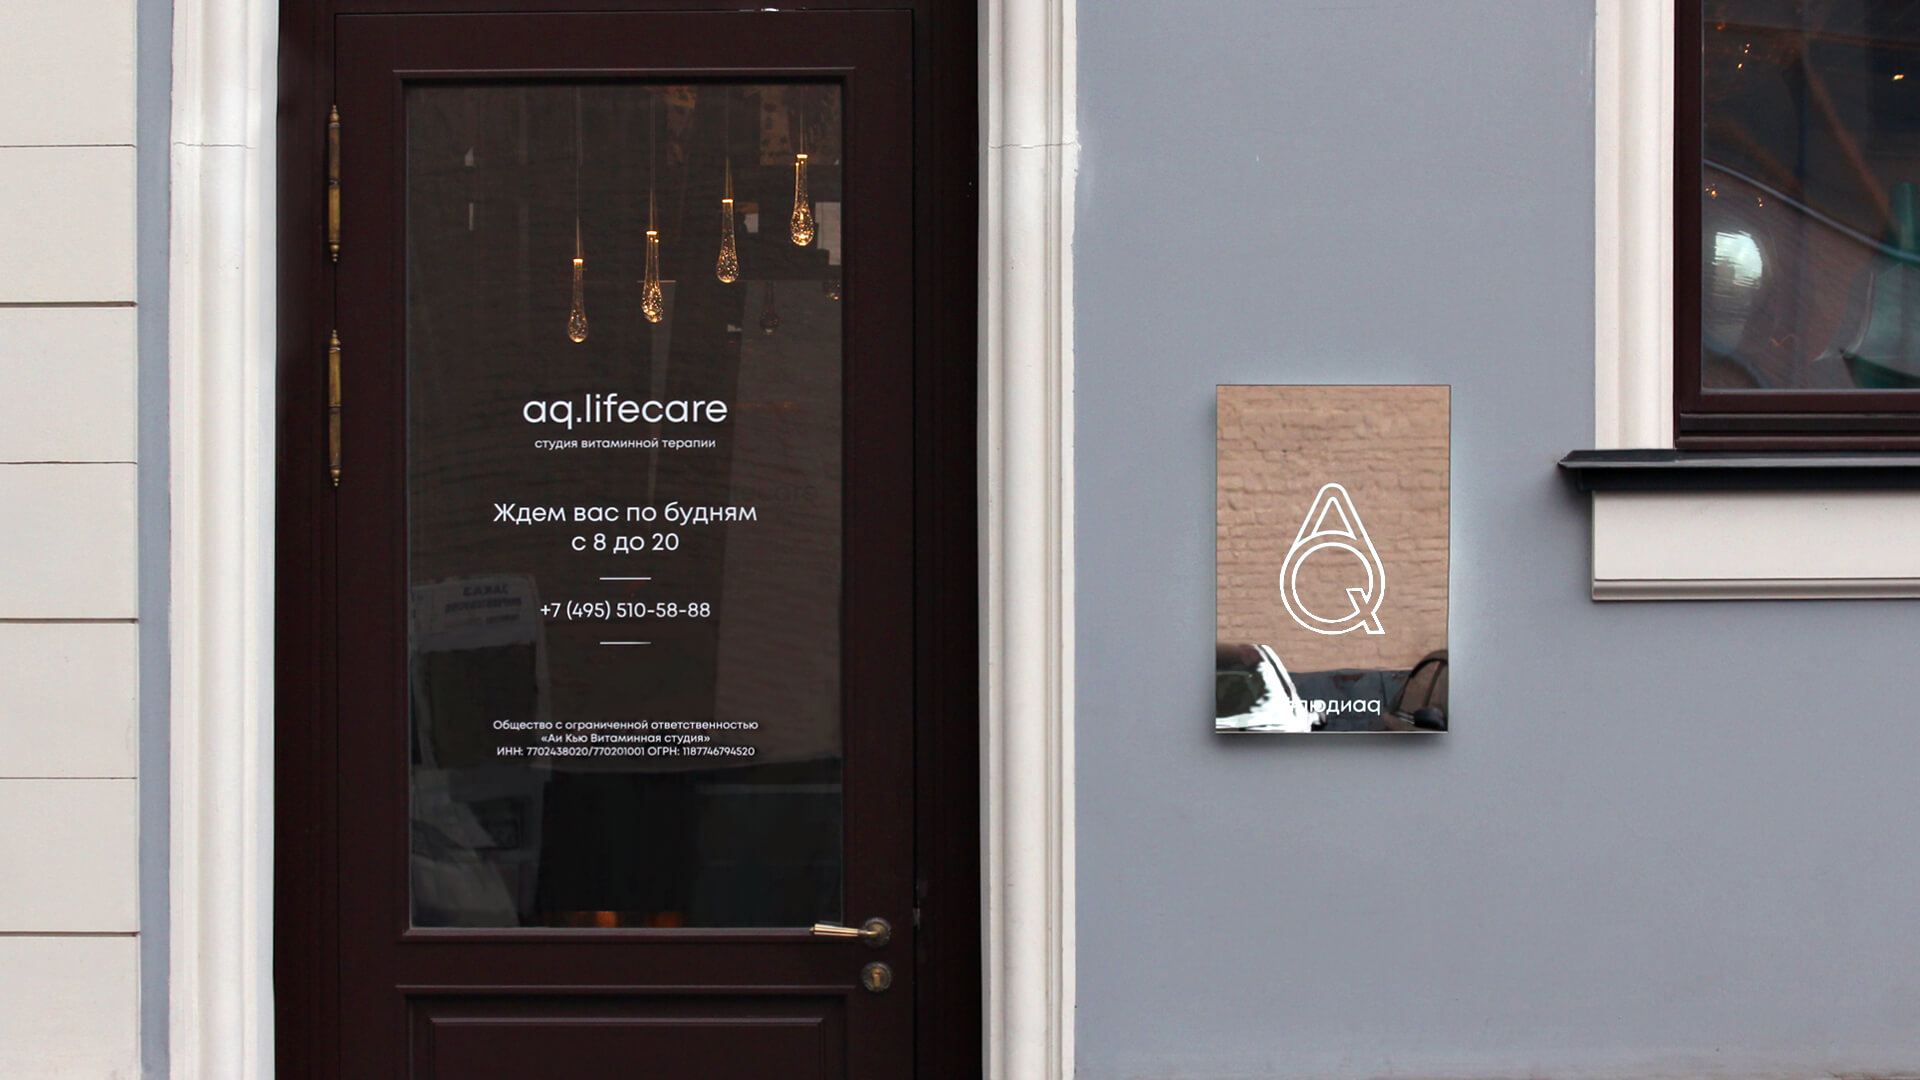 aq.lifecare
студия витаминной терапии
Ждем вас по будням
с 8 до 20
+7 (495) 510-58-88
Общество с ограниченной ответственностью
«Аи Кью Витаминная студия»
ИНН: 7702438020/770201001 ОГРН: 1187746794520
AQ